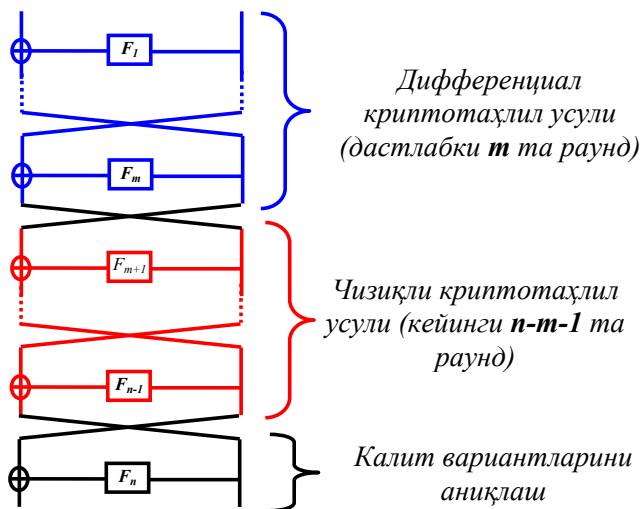 F1
Дифференциал
криптотаҳлил усули
(дастлабки m та раунд)
Fm
Fm+1
Чизиқли криптотаҳлил
усули (кейинги n-m-1 та
раунд)
Fn-1
Калит вариантларини
аниқлаш
Fn